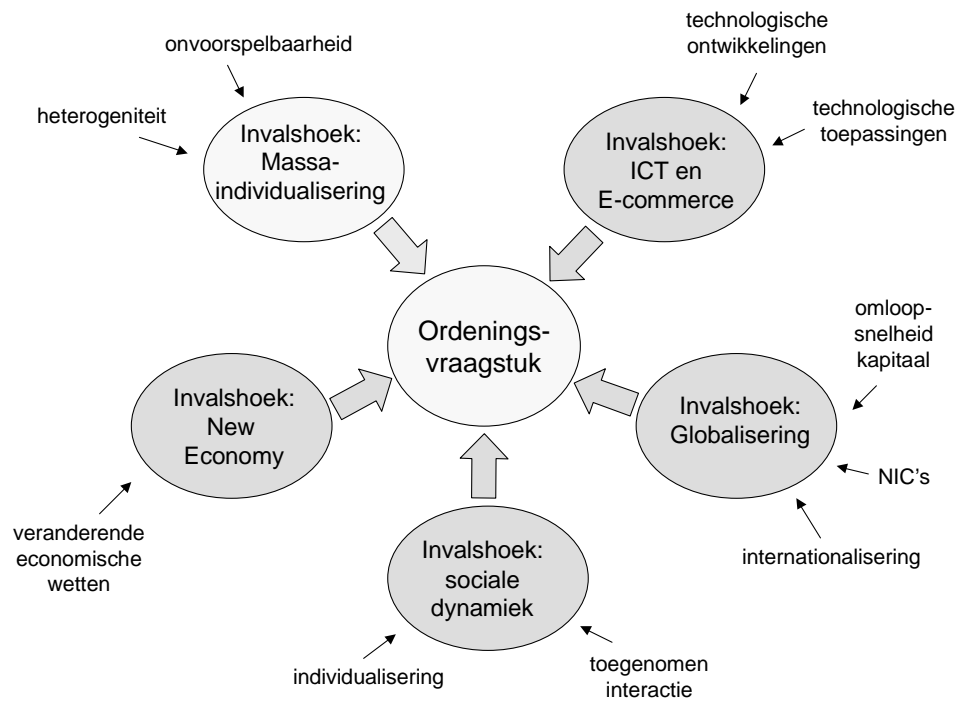 onvoorspelbaarheid
heterogeniteit
Invalshoek:
Massa-
individualisering
technologische
ontwikkelingen
technologische
toepassingen
Invalshoek:
ICT en
E-commerce
Ordenings-
vraagstuk
omloop-
snelheid
kapitaal
Invalshoek:
Globalisering
NIC's
internationalisering
Invalshoek:
New
Economy
veranderende
economische
wetten
Invalshoek:
sociale
dynamiek
individualisering
toegenomen
interactie